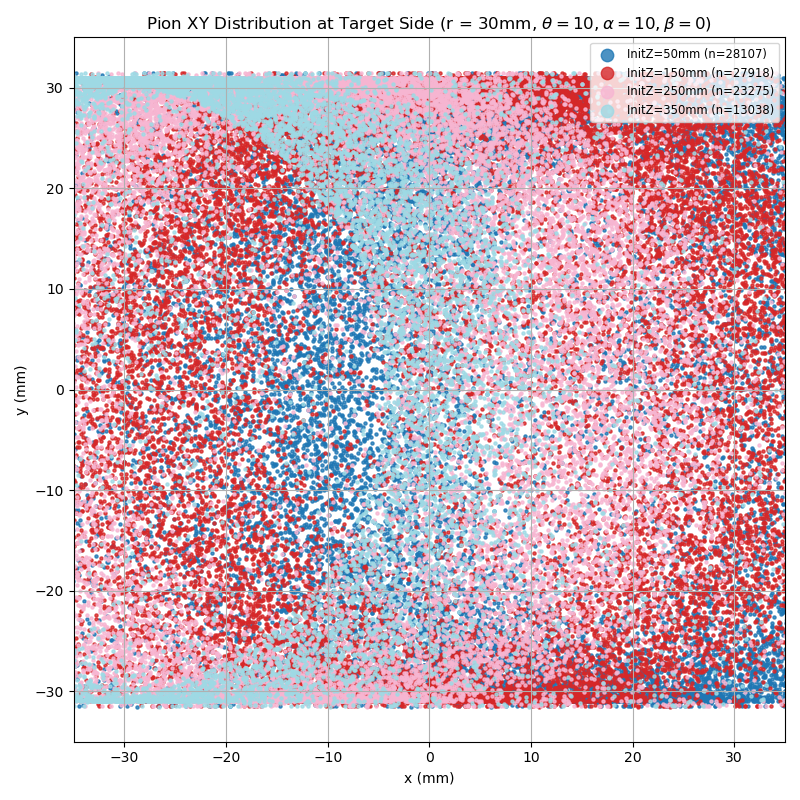 Pion XY Distribution at Target Side (r = 30mm, θ = 10, α = 10, β = 0)
InitZ=50mm (n=28107)
InitZ=150mm (n=27918)
InitZ=250mm (n=23275)
InitZ=350mm (n=13038)
30
20
10
0
−10
−20
−30
y (mm)
−30 −20 −10 0 10 20 30
x (mm)